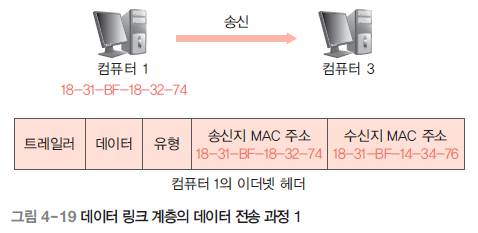 송신
컴퓨터 1
컴퓨터 3
18-31-BF-18-32-74
트레일러
데이터
유형
송신지 MAC 주소
18-31-BF-18-32-74
수신지 MAC 주소
18-31-BF-14-34-76
컴퓨터 1의 이더넷 헤더
그림 4-19 데이터 링크 계층의 데이터 전송 과정 1